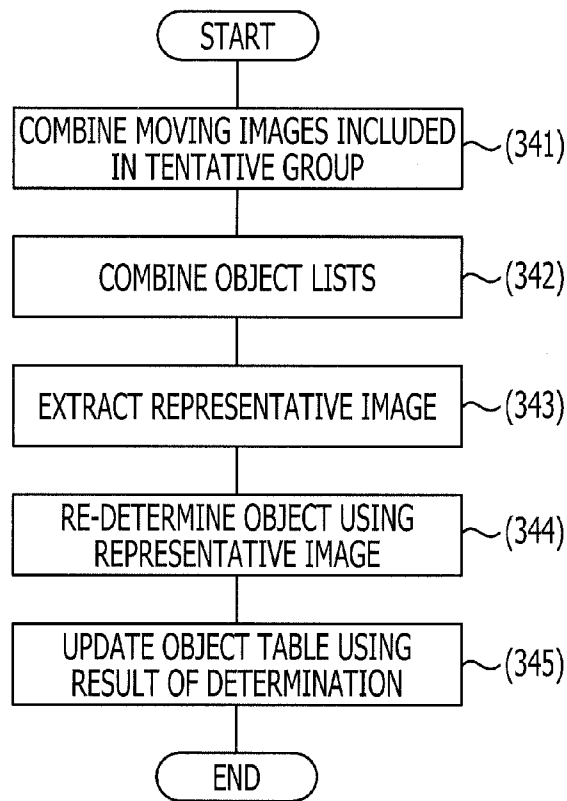 START
COMBINE MOVING IMAGES INCLUDED
IN TENTATIVE GROUP
(341)
COMBINE OBJECT LISTS
(342)
EXTRACT REPRESENTATIVE IMAGE
(343)
RE-DETERMINE OBJECT USING
REPRESENTATIVE IMAGE
(344)
UPDATE OBJECT TABLE USING
RESULT OF DETERMINATION
(345)
END